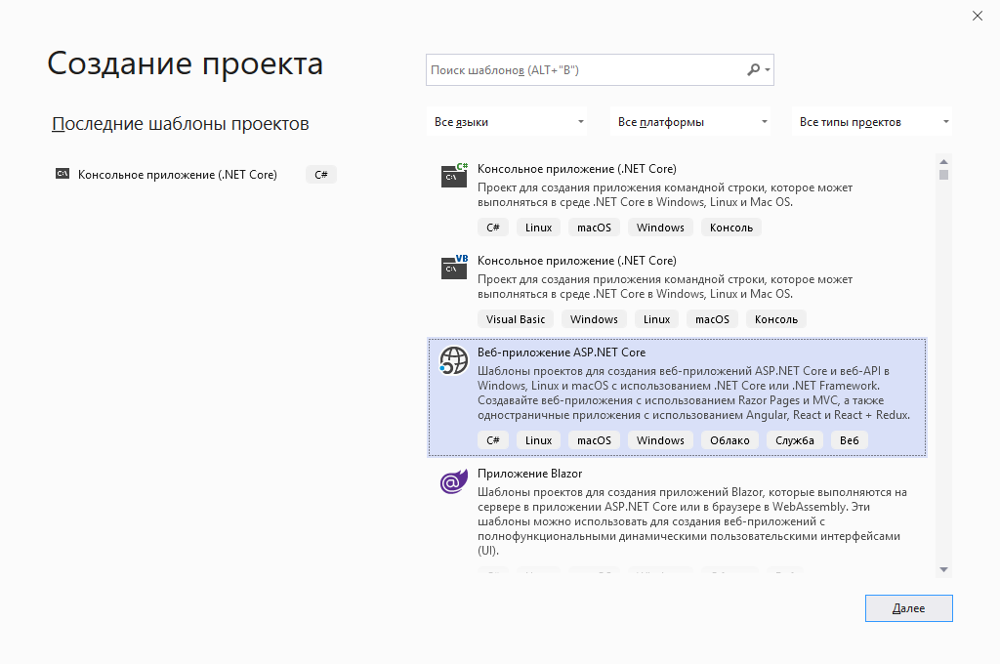 Создание проекта
Последние шаблоны проектов
C:\ Консольное приложение (.NET Core) C#
Поиск шаблонов (ALT+"В")
Все языки Все платформы Все типы проектов
C# C:\
Консольное приложение (.NET Core)
Проект для создания приложения командной строки, которое может
выполняться в среде .NET Core в Windows, Linux и Mac OS.
C# Linux macOS Windows Консоль
VB C:\
Консольное приложение (.NET Core)
Проект для создания приложения командной строки, которое может
выполняться в среде .NET Core в Windows, Linux и Mac OS.
Visual Basic Windows Linux macOS Консоль
Веб-приложение ASP.NET Core
Шаблоны проектов для создания веб-приложений ASP.NET Core и веб-API в
Windows, Linux и macOS с использованием .NET Core или .NET Framework.
Создавайте веб-приложения с использованием Razor Pages и MVC, а также
одностраничные приложения с использованием Angular, React и React + Redux.
C# Linux macOS Windows Облако Служба Веб
@
Приложение Blazor
Шаблоны проектов для создания приложений Blazor, которые выполняются на
сервере в приложении ASP.NET Core или в браузере в WebAssembly. Эти
шаблоны можно использовать для создания веб-приложений с
полнофункциональными динамическими пользовательскими интерфейсами
(UI).
Далее